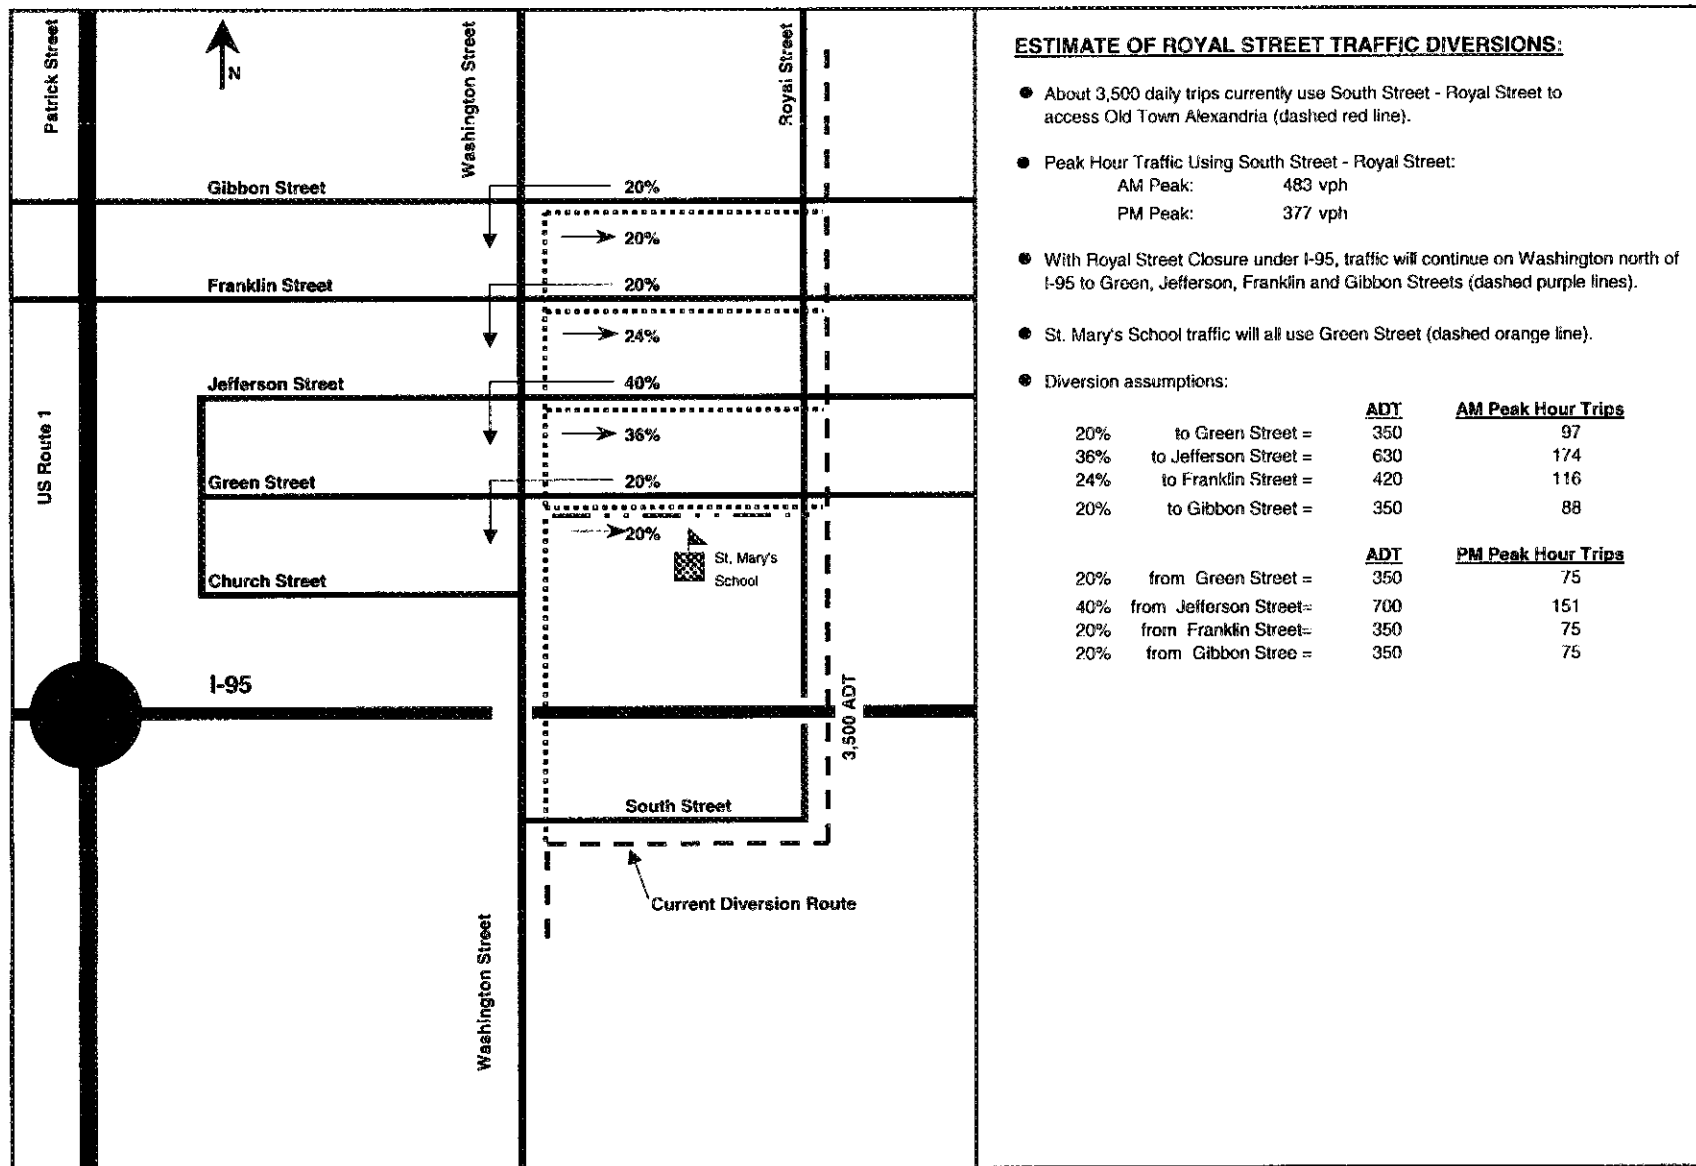 Patrick Street
N
Washington Street
Royal Street
Gibbon Street
20%
20%
Franklin Street
20%
24%
Jefferson Street
40%
36%
US Route 1
Green Street
20%
20%
St. Mary's
School
Church Street
I-95
3,500 ADT
South Street
Current Diversion Route
Washington Street
ESTIMATE OF ROYAL STREET TRAFFIC DIVERSIONS:
● About 3,500 daily trips currently use South Street - Royal Street to
access Old Town Alexandria (dashed red line).
● Peak Hour Traffic Using South Street - Royal Street:
AM Peak: 483 vph
PM Peak: 377 vph
● With Royal Street Closure under I-95, traffic will continue on Washington north of
I-95 to Green, Jefferson, Franklin and Gibbon Streets (dashed purple lines).
● St. Mary's School traffic will all use Green Street (dashed orange line).
● Diversion assumptions:
ADT AM Peak Hour Trips
20% to Green Street = 350 97
36% to Jefferson Street = 630 174
24% to Franklin Street = 420 116
20% to Gibbon Street = 350 88
ADT PM Peak Hour Trips
20% from Green Street = 350 75
40% from Jefferson Street= 700 151
20% from Franklin Street= 350 75
20% from Gibbon Stree = 350 75